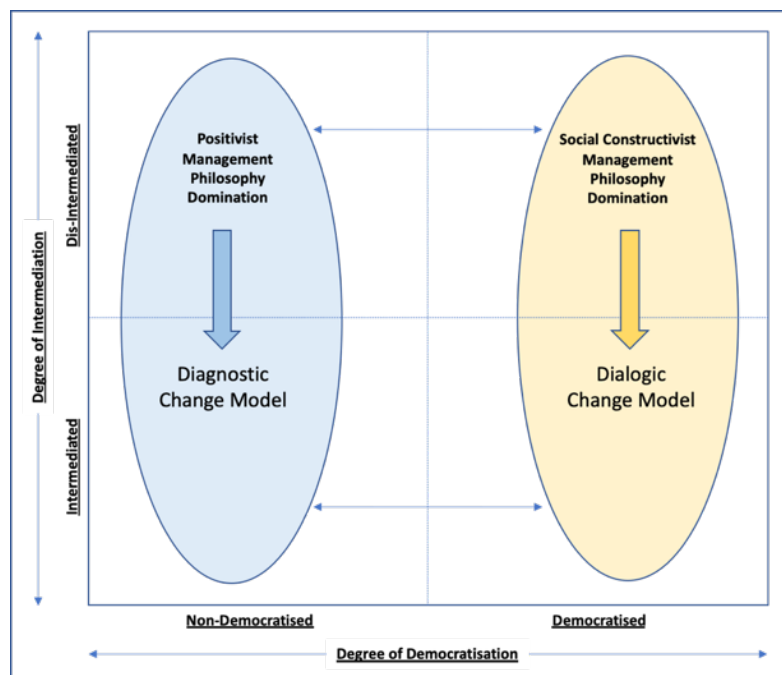 Positivist
Management
Philosophy
Domination
Social Constructivist
Management
Philosophy
Domination
Diagnostic
Change Model
Dialogic
Change Model
Degree of Intermediation
Dis-Intermediated
Intermediated
Non-Democratised
Democratised
Degree of Democratisation